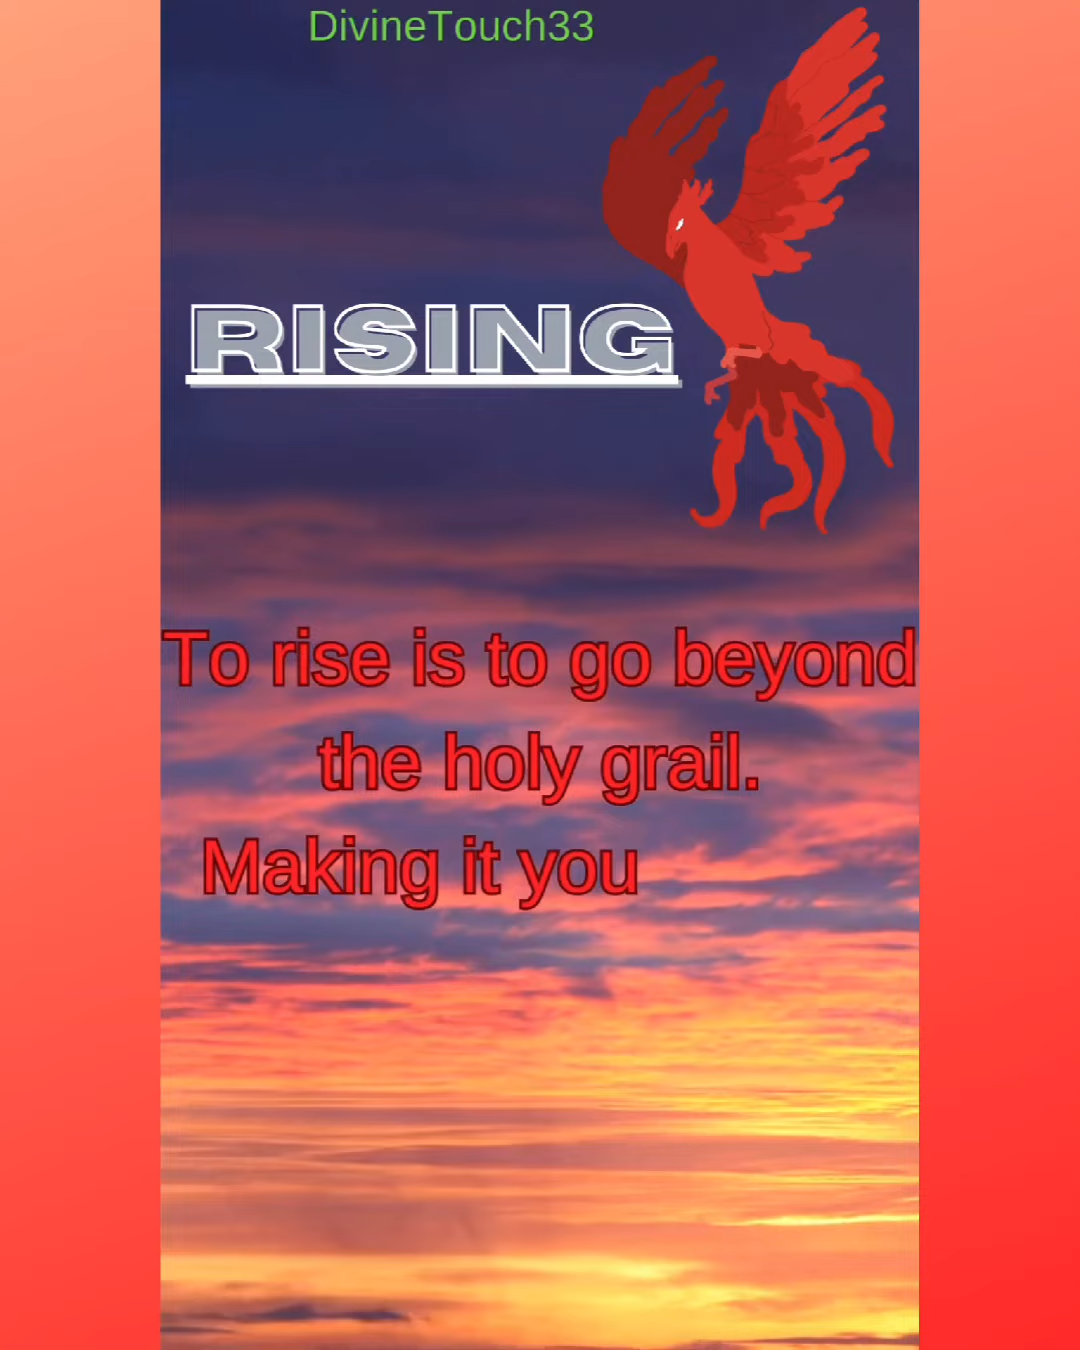 DivineTouch33
RISING
To rise is to go beyond
the holy grail.
Making it you